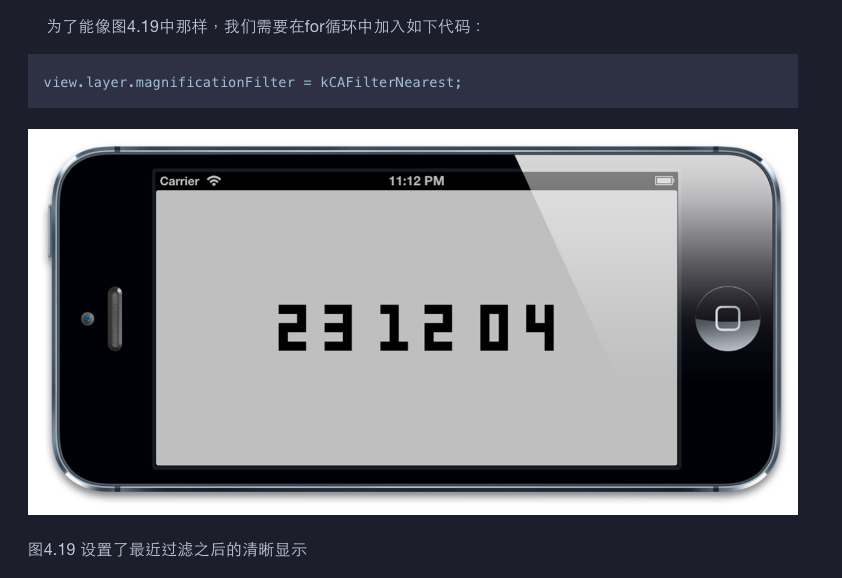 为了能像图4.19中那样，我们需要在for循环中加入如下代码：
view.layer.magnificationFilter = kCAFilterNearest;
Carrier 11:12 PM
23 12 04
图4.19 设置了最近过滤之后的清晰显示